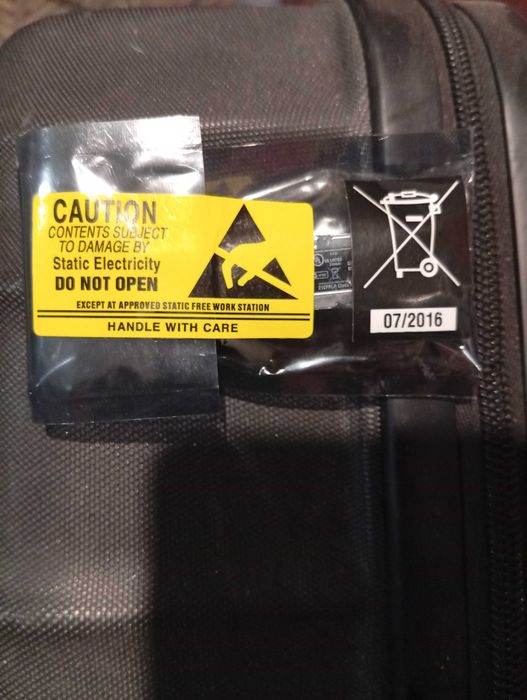 CAUTION
CONTENTS SUBJECT
TO DAMAGE BY
Static Electricity
DO NOT OPEN
EXCEPT AT APPROVED STATIC FREE WORK STATION
HANDLE WITH CARE
07/2016